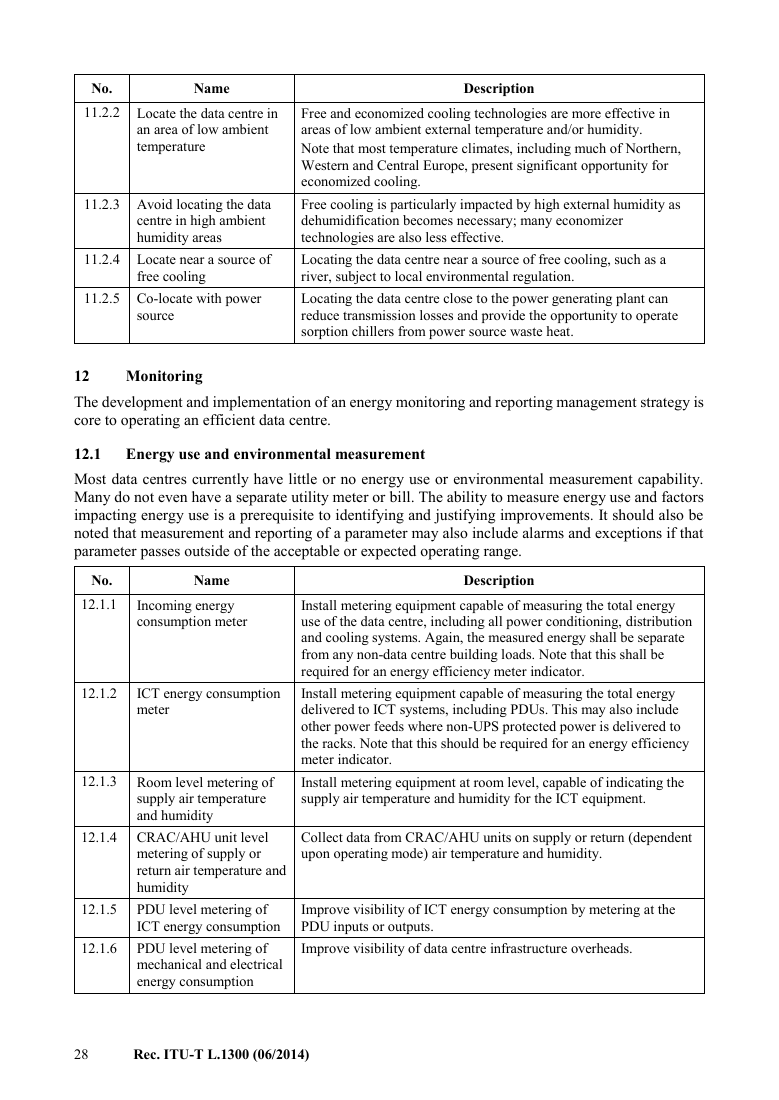 No. Name Description
11.2.2 Locate the data centre in Free and economized cooling technologies are more effective in
an area of low ambient areas of low ambient external temperature and/or humidity.
temperature Note that most temperature climates, including much of Northern,
Western and Central Europe, present significant opportunity for
economized cooling.
11.2.3 Avoid locating the data Free cooling is particularly impacted by high external humidity as
centre in high ambient dehumidification becomes necessary; many economizer
humidity areas technologies are also less effective.
11.2.4 Locate near a source of Locating the data centre near a source of free cooling, such as a
free cooling river, subject to local environmental regulation.
11.2.5 Co-locate with power Locating the data centre close to the power generating plant can
source reduce transmission losses and provide the opportunity to operate
sorption chillers from power source waste heat.
12 Monitoring
The development and implementation of an energy monitoring and reporting management strategy is
core to operating an efficient data centre.
12.1 Energy use and environmental measurement
Most data centres currently have little or no energy use or environmental measurement capability.
Many do not even have a separate utility meter or bill. The ability to measure energy use and factors
impacting energy use is a prerequisite to identifying and justifying improvements. It should also be
noted that measurement and reporting of a parameter may also include alarms and exceptions if that
parameter passes outside of the acceptable or expected operating range.
No. Name Description
12.1.1 Incoming energy Install metering equipment capable of measuring the total energy
consumption meter use of the data centre, including all power conditioning, distribution
and cooling systems. Again, the measured energy shall be separate
from any non-data centre building loads. Note that this shall be
required for an energy efficiency meter indicator.
12.1.2 ICT energy consumption Install metering equipment capable of measuring the total energy
meter delivered to ICT systems, including PDUs. This may also include
other power feeds where non-UPS protected power is delivered to
the racks. Note that this should be required for an energy efficiency
meter indicator.
12.1.3 Room level metering of Install metering equipment at room level, capable of indicating the
supply air temperature supply air temperature and humidity for the ICT equipment.
and humidity
12.1.4 CRAC/AHU unit level Collect data from CRAC/AHU units on supply or return (dependent
metering of supply or upon operating mode) air temperature and humidity.
return air temperature and
humidity
12.1.5 PDU level metering of Improve visibility of ICT energy consumption by metering at the
ICT energy consumption PDU inputs or outputs.
12.1.6 PDU level metering of Improve visibility of data centre infrastructure overheads.
mechanical and electrical
energy consumption
28 Rec. ITU-T L.1300 (06/2014)